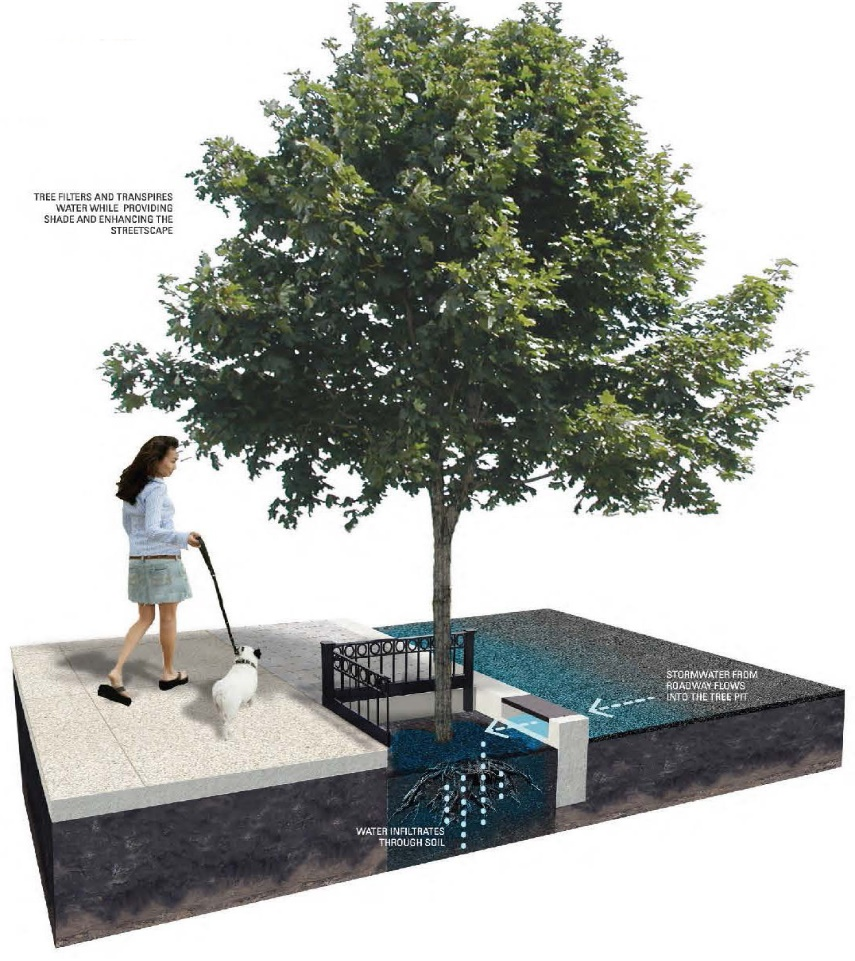 TREE FILTERS AND TRANSPIRES
WATER WHILE PROVIDING
SHADE AND ENHANCING THE
STREETSCAPE
STORMWATER FROM
ROADWAY FLOWS
INTO THE TREE PIT
WATER INFILTRATES
THROUGH SOIL